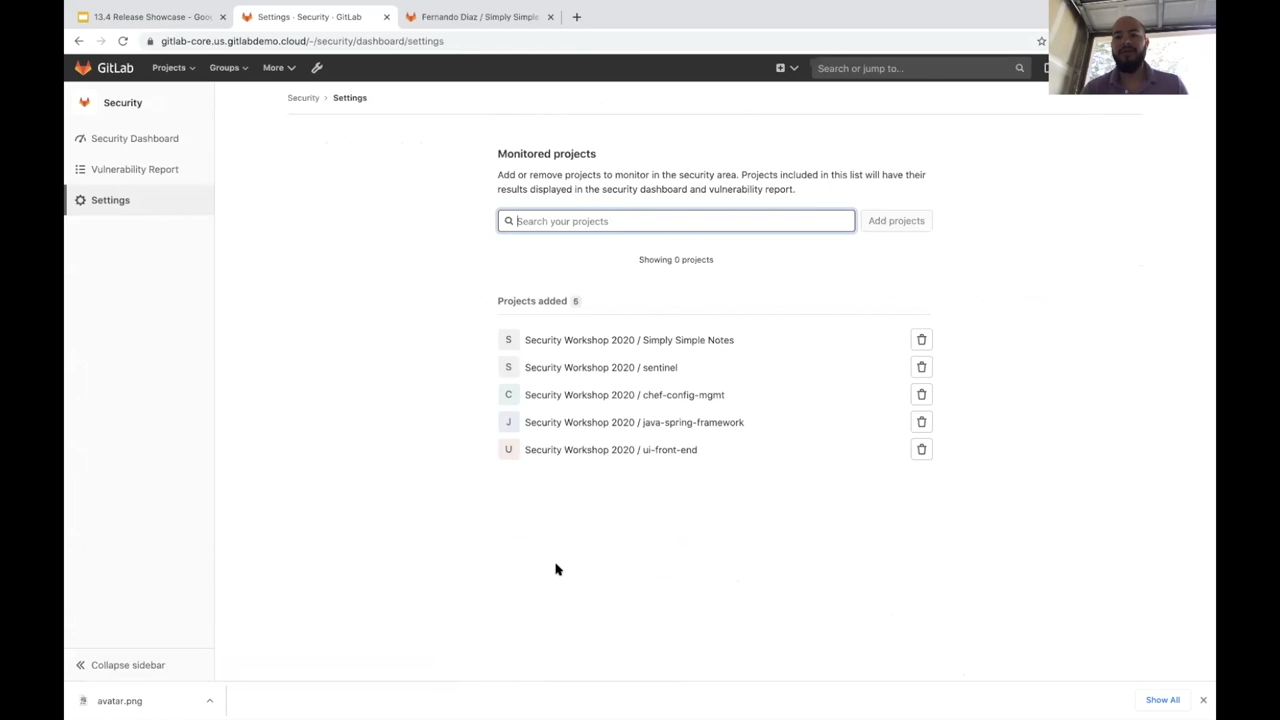 13.4 Release Showcase - Goo
Settings · Security · GitLab
Fernando Diaz / Simply Simple
gitlab-core.us.gitlabdemo.cloud/-/security/dashboard/settings
GitLab
Projects
Groups
More
Search or jump to...
Security
Security Dashboard
Vulnerability Report
Settings
Collapse sidebar
Security > Settings
Monitored projects
Add or remove projects to monitor in the security area. Projects included in this list will have their
results displayed in the security dashboard and vulnerability report.
Search your projects
Add projects
Showing 0 projects
Projects added 5
S Security Workshop 2020 / Simply Simple Notes
S Security Workshop 2020 / sentinel
C Security Workshop 2020 / chef-config-mgmt
J Security Workshop 2020 / java-spring-framework
U Security Workshop 2020 / ui-front-end
avatar.png
Show All